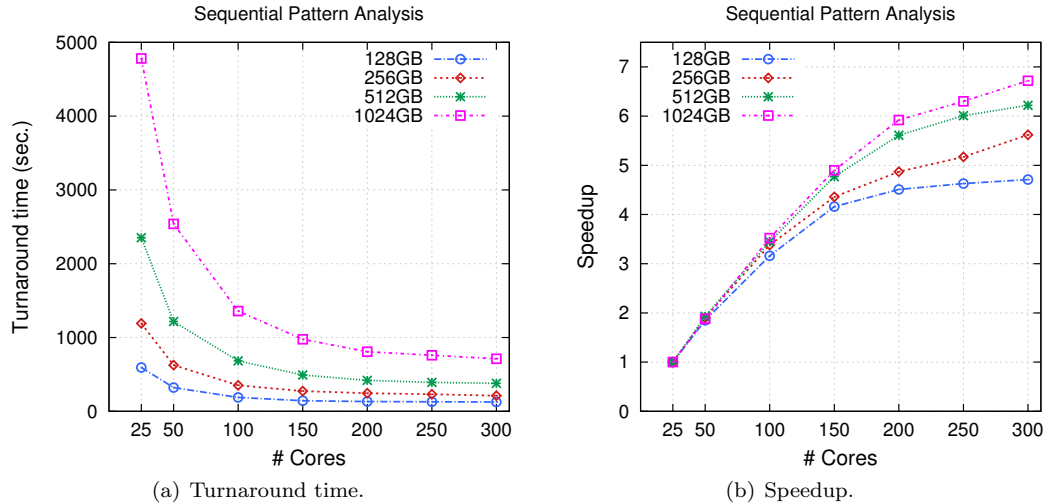 Sequential Pattern Analysis
5000
4000
3000
2000
1000
0
25 50 100 150 200 250 300
Turnaround time (sec.)
# Cores
128GB
256GB
512GB
1024GB
(a) Turnaround time.
Sequential Pattern Analysis
7
6
5
4
3
2
1
0
25 50 100 150 200 250 300
Speedup
# Cores
128GB
256GB
512GB
1024GB
(b) Speedup.